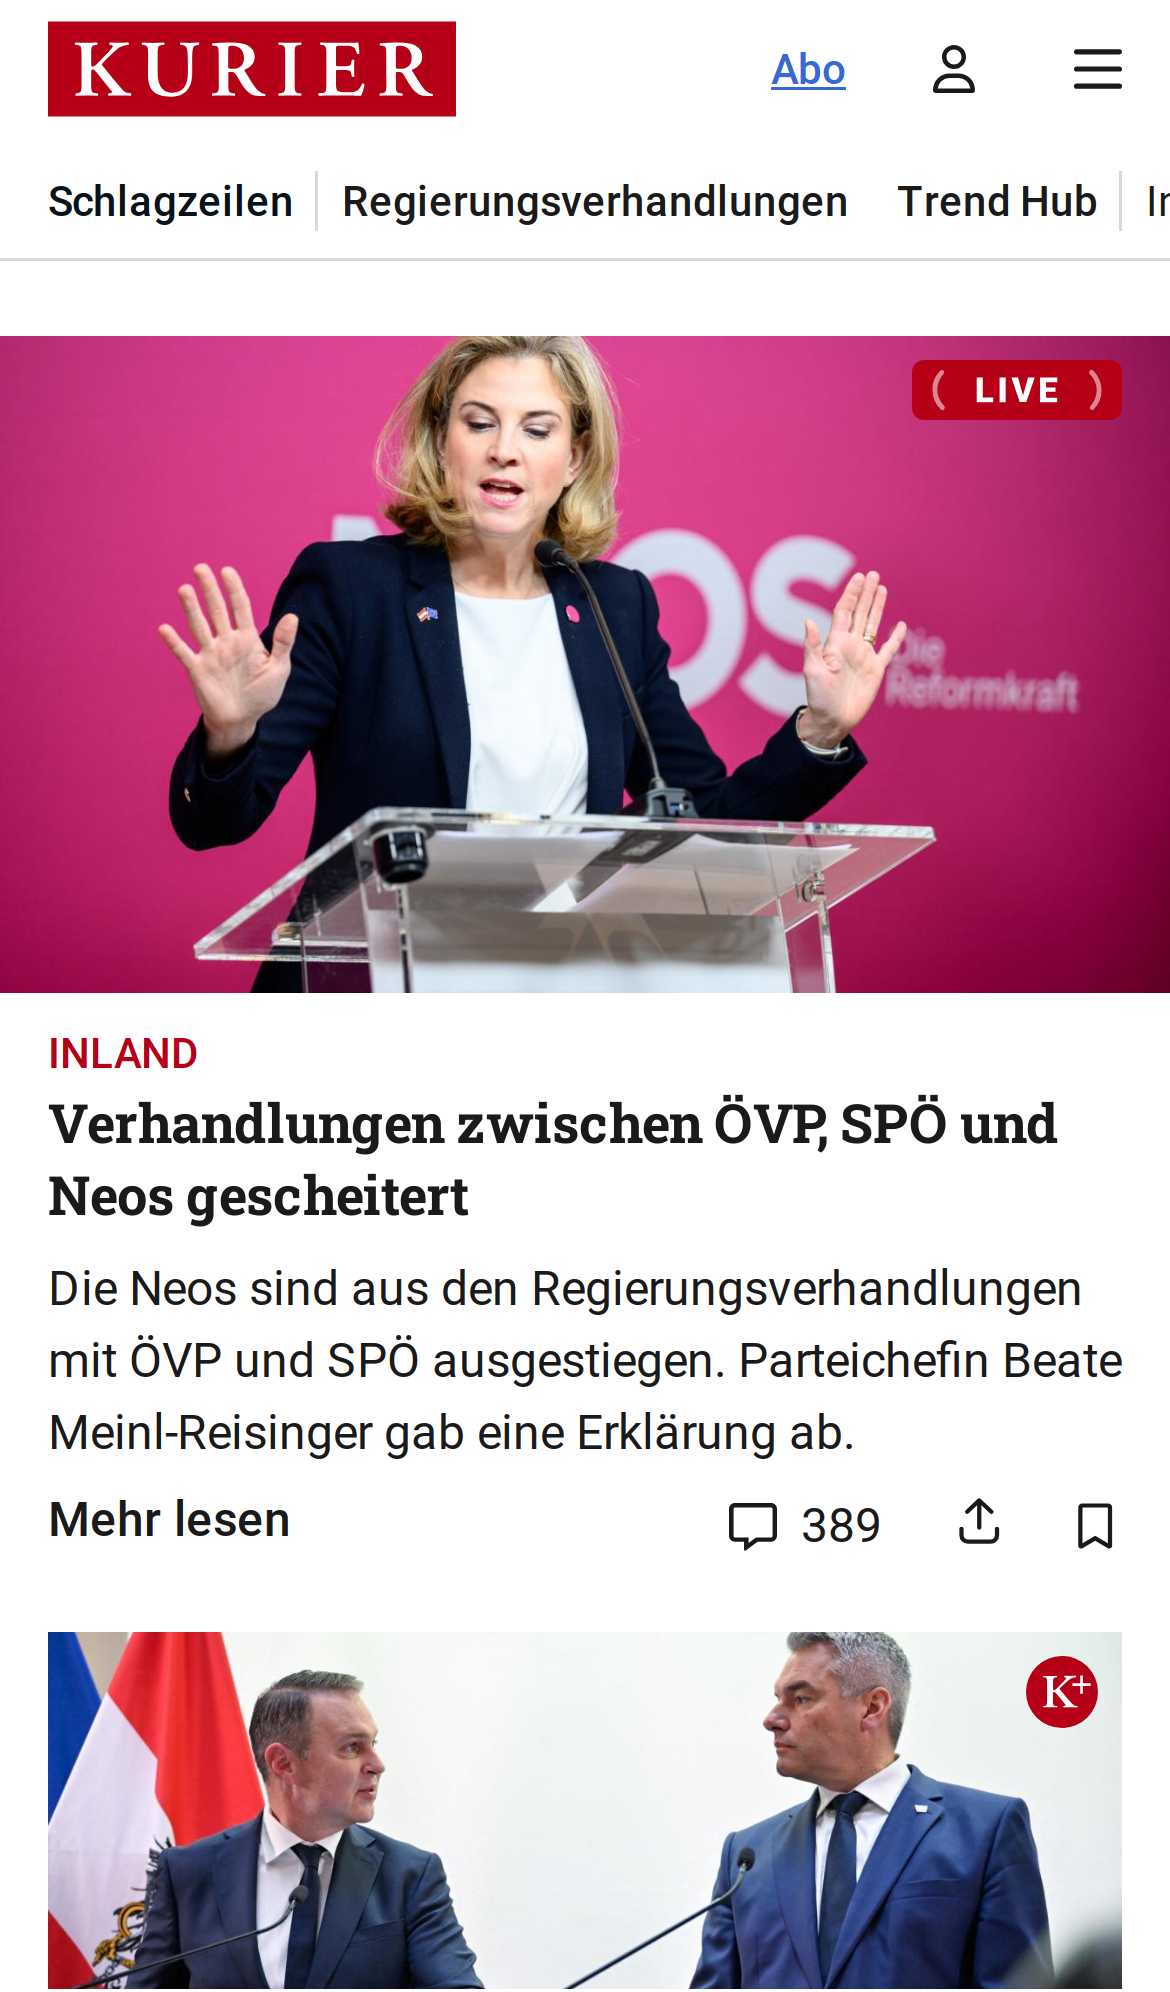 KURIER
Abo
Schlagzeilen
Regierungsverhandlungen
Trend Hub
LIVE
OS
Die
Reformkraft
INLAND
Verhandlungen zwischen ÖVP, SPÖ und
Neos gescheitert
Die Neos sind aus den Regierungsverhandlungen
mit ÖVP und SPÖ ausgestiegen. Parteichefin Beate
Meinl-Reisinger gab eine Erklärung ab.
Mehr lesen
389
K+